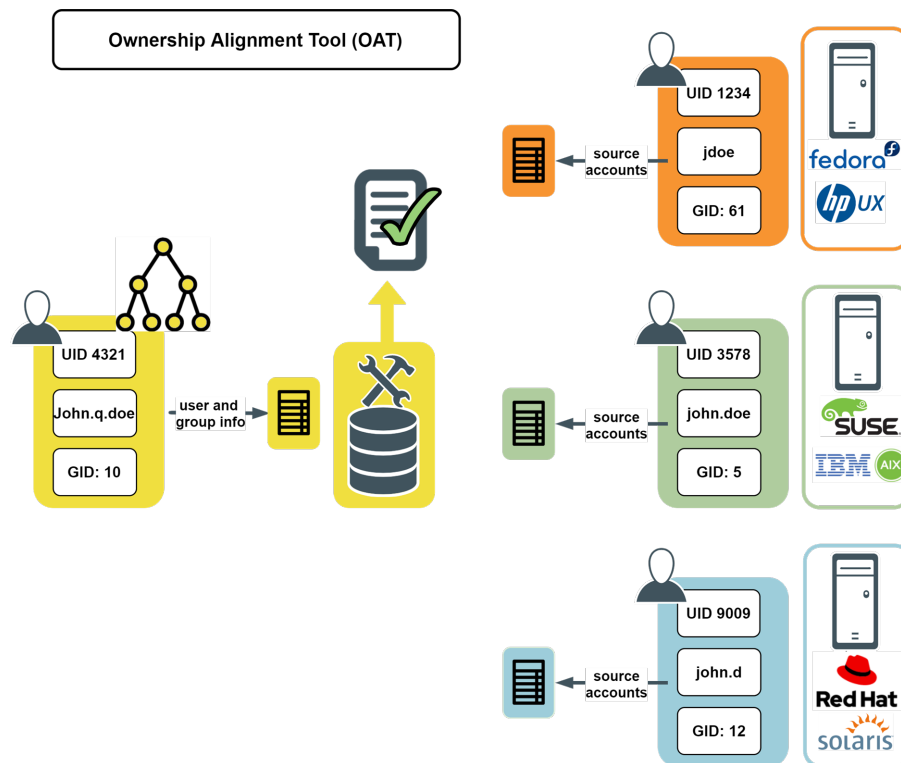 Ownership Alignment Tool (OAT)
UID 1234
jdoe
GID: 61
source
accounts
fedora
hp UX
UID 4321
John.q.doe
GID: 10
user and
group info
UID 3578
john.doe
GID: 5
source
accounts
SUSE
IBM AIX
UID 9009
john.d
GID: 12
source
accounts
Red Hat
solaris